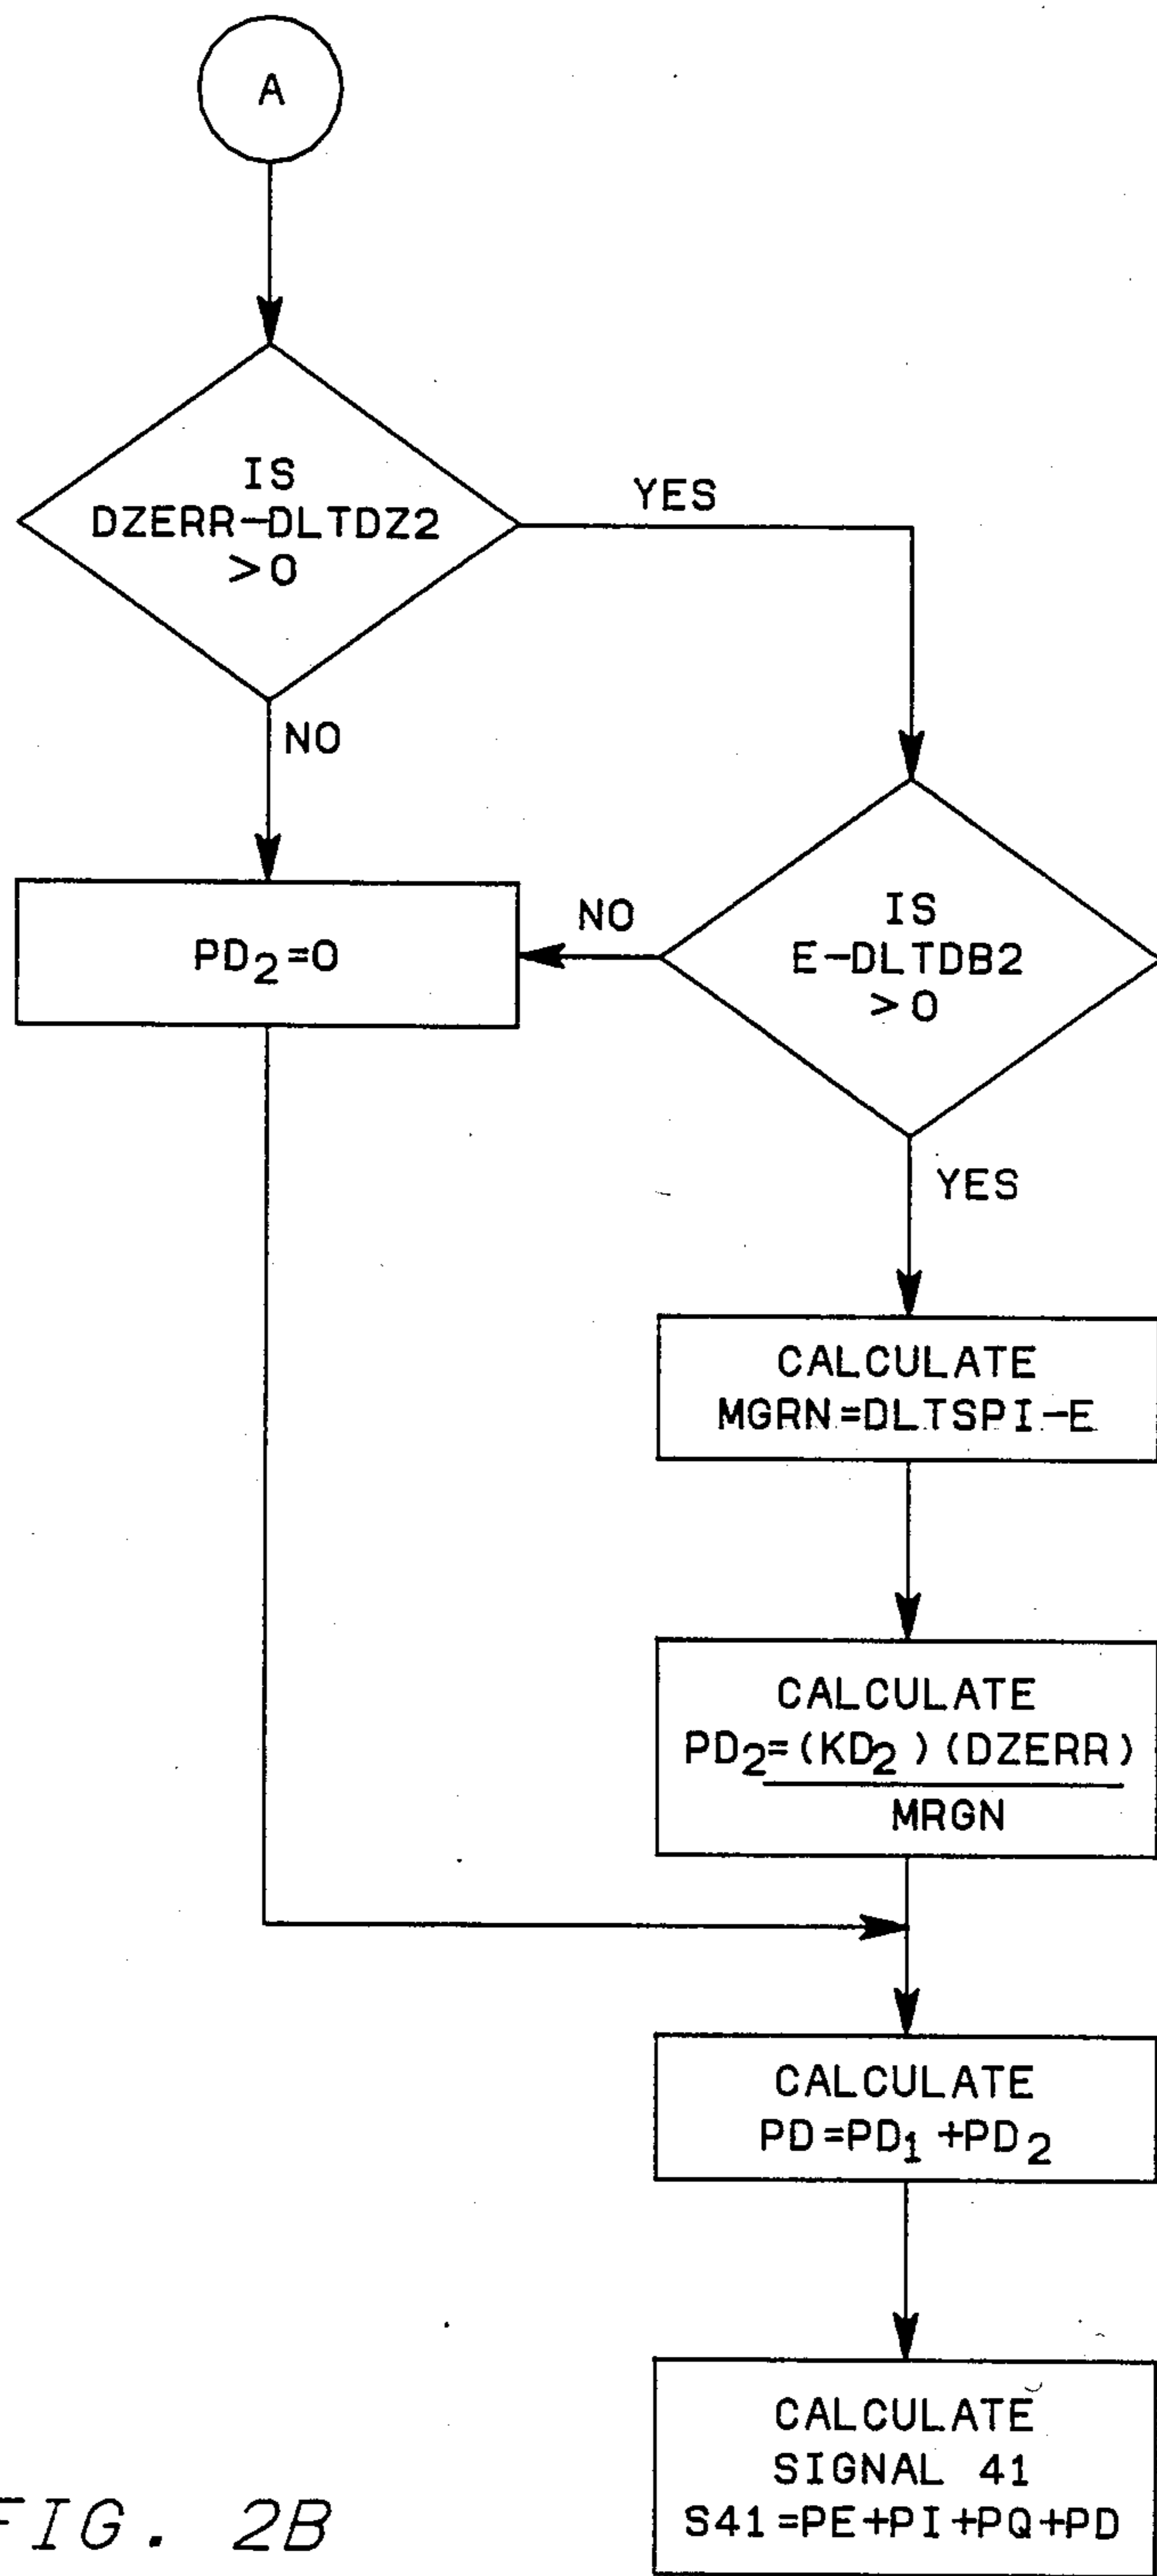 A
IS
DZERR-DLTDZ2
>0
YES
NO
PD₂=0
NO
IS
E-DLTDB2
>0
YES
CALCULATE
MGRN=DLTSPI-E
CALCULATE
PD₂=(KD₂)(DZERR)
MRGN
CALCULATE
PD=PD₁+PD₂
CALCULATE
SIGNAL 41
S41=PE+PI+PQ+PD
FIG. 2B